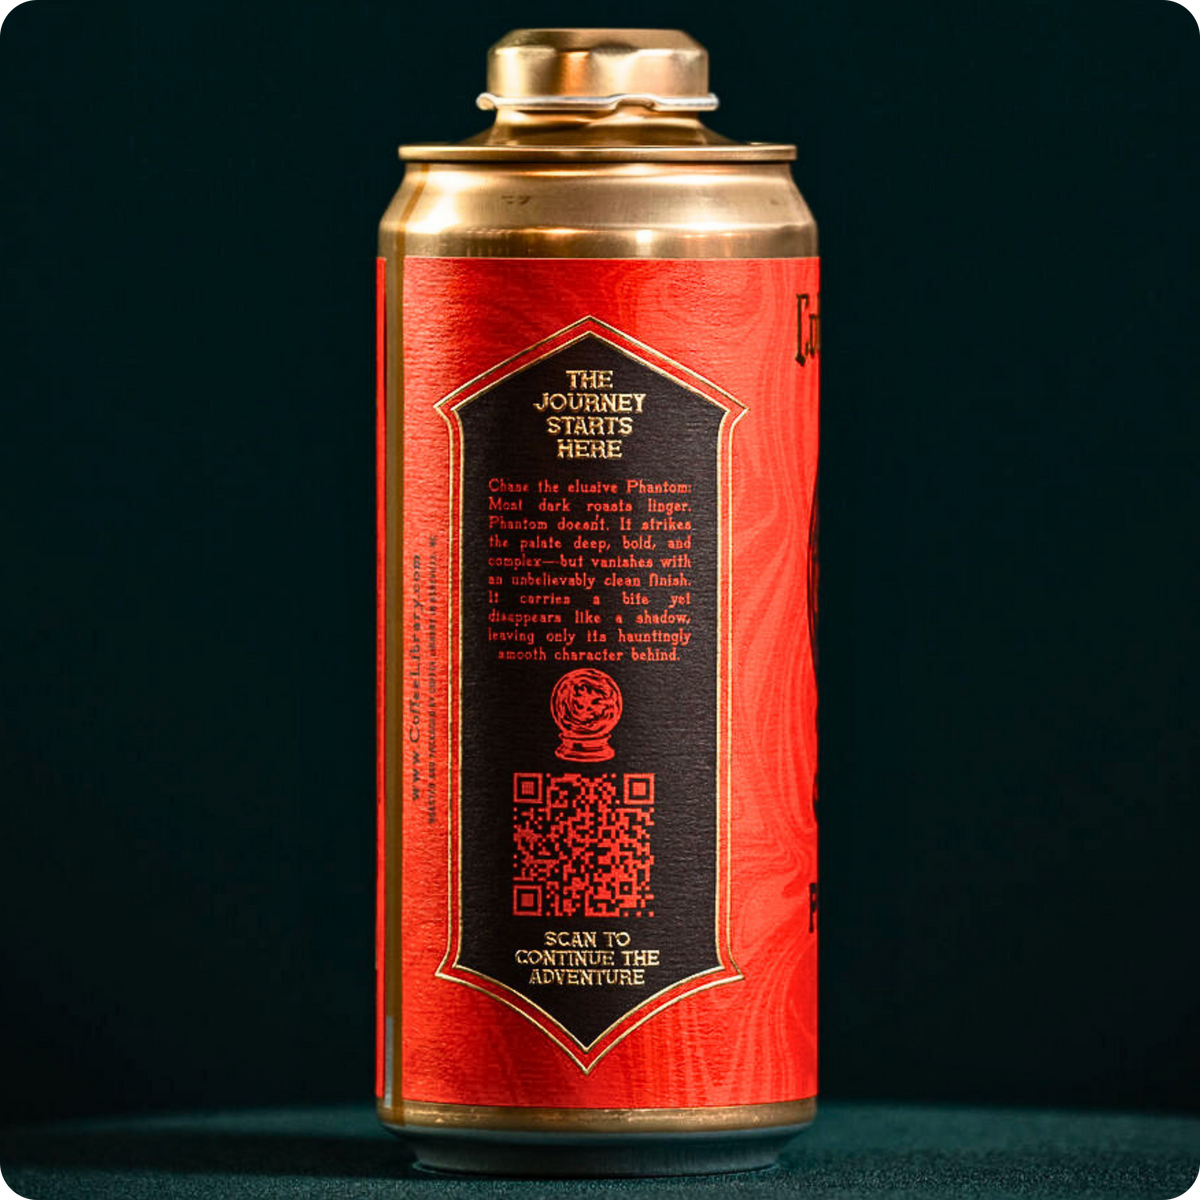 THE
JOURNEY
STARTS
HERE
Chase the elusive Phantom:
Most dark roasts linger.
Phantom doesn't. It strikes
the palate deep, bold, and
complex—but vanishes with
an unbelievably clean finish.
It carries a bite yet
disappears like a shadow,
leaving only its hauntingly
smooth character behind.
SCAN TO
CONTINUE THE
ADVENTURE
www.CoffeeLibrary.com